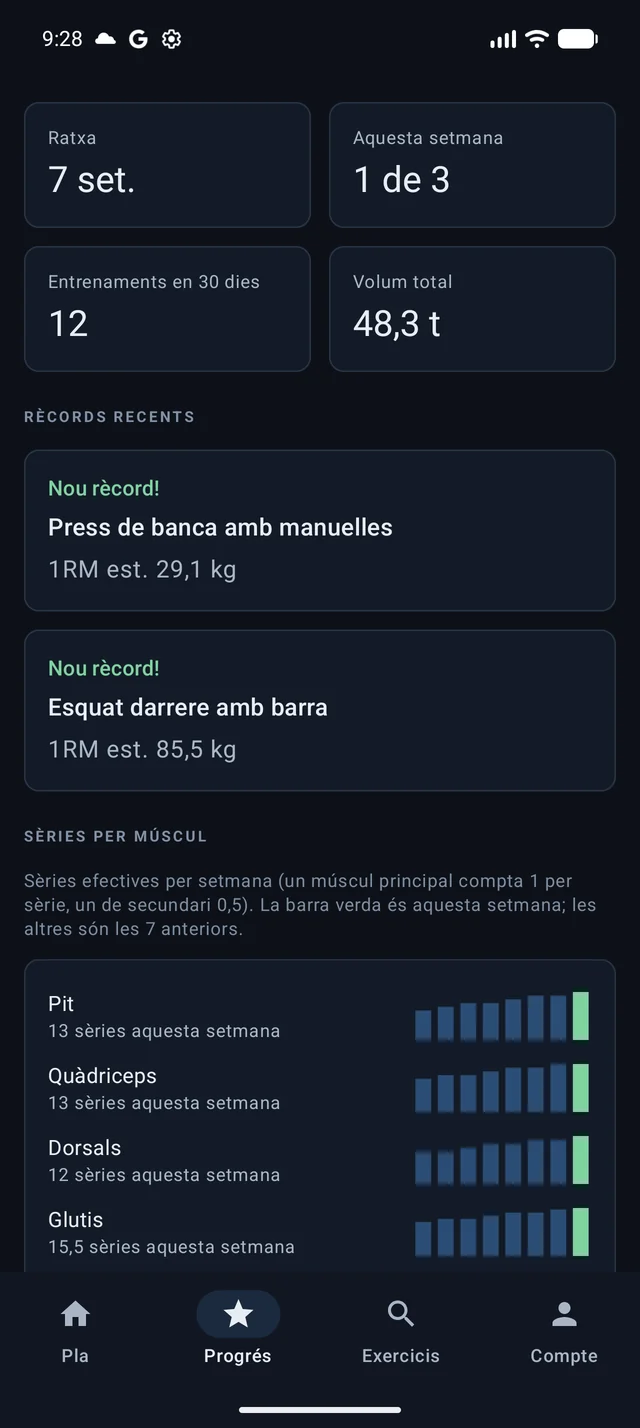 9:28
Ratxa
7 set.
Aquesta setmana
1 de 3
Entrenaments en 30 dies
12
Volum total
48,3 t
RÈCORDS RECENTS
Nou rècord!
Press de banca amb manuelles
1RM est. 29,1 kg
Nou rècord!
Esquat darrere amb barra
1RM est. 85,5 kg
SÈRIES PER MÚSCUL
Sèries efectives per setmana (un múscul principal compta 1 per
sèrie, un de secundari 0,5). La barra verda és aquesta setmana; les
altres són les 7 anteriors.
Pit
13 sèries aquesta setmana
Quàdriceps
13 sèries aquesta setmana
Dorsals
12 sèries aquesta setmana
Glutis
15,5 sèries aquesta setmana
Pla
Progrés
Exercicis
Compte